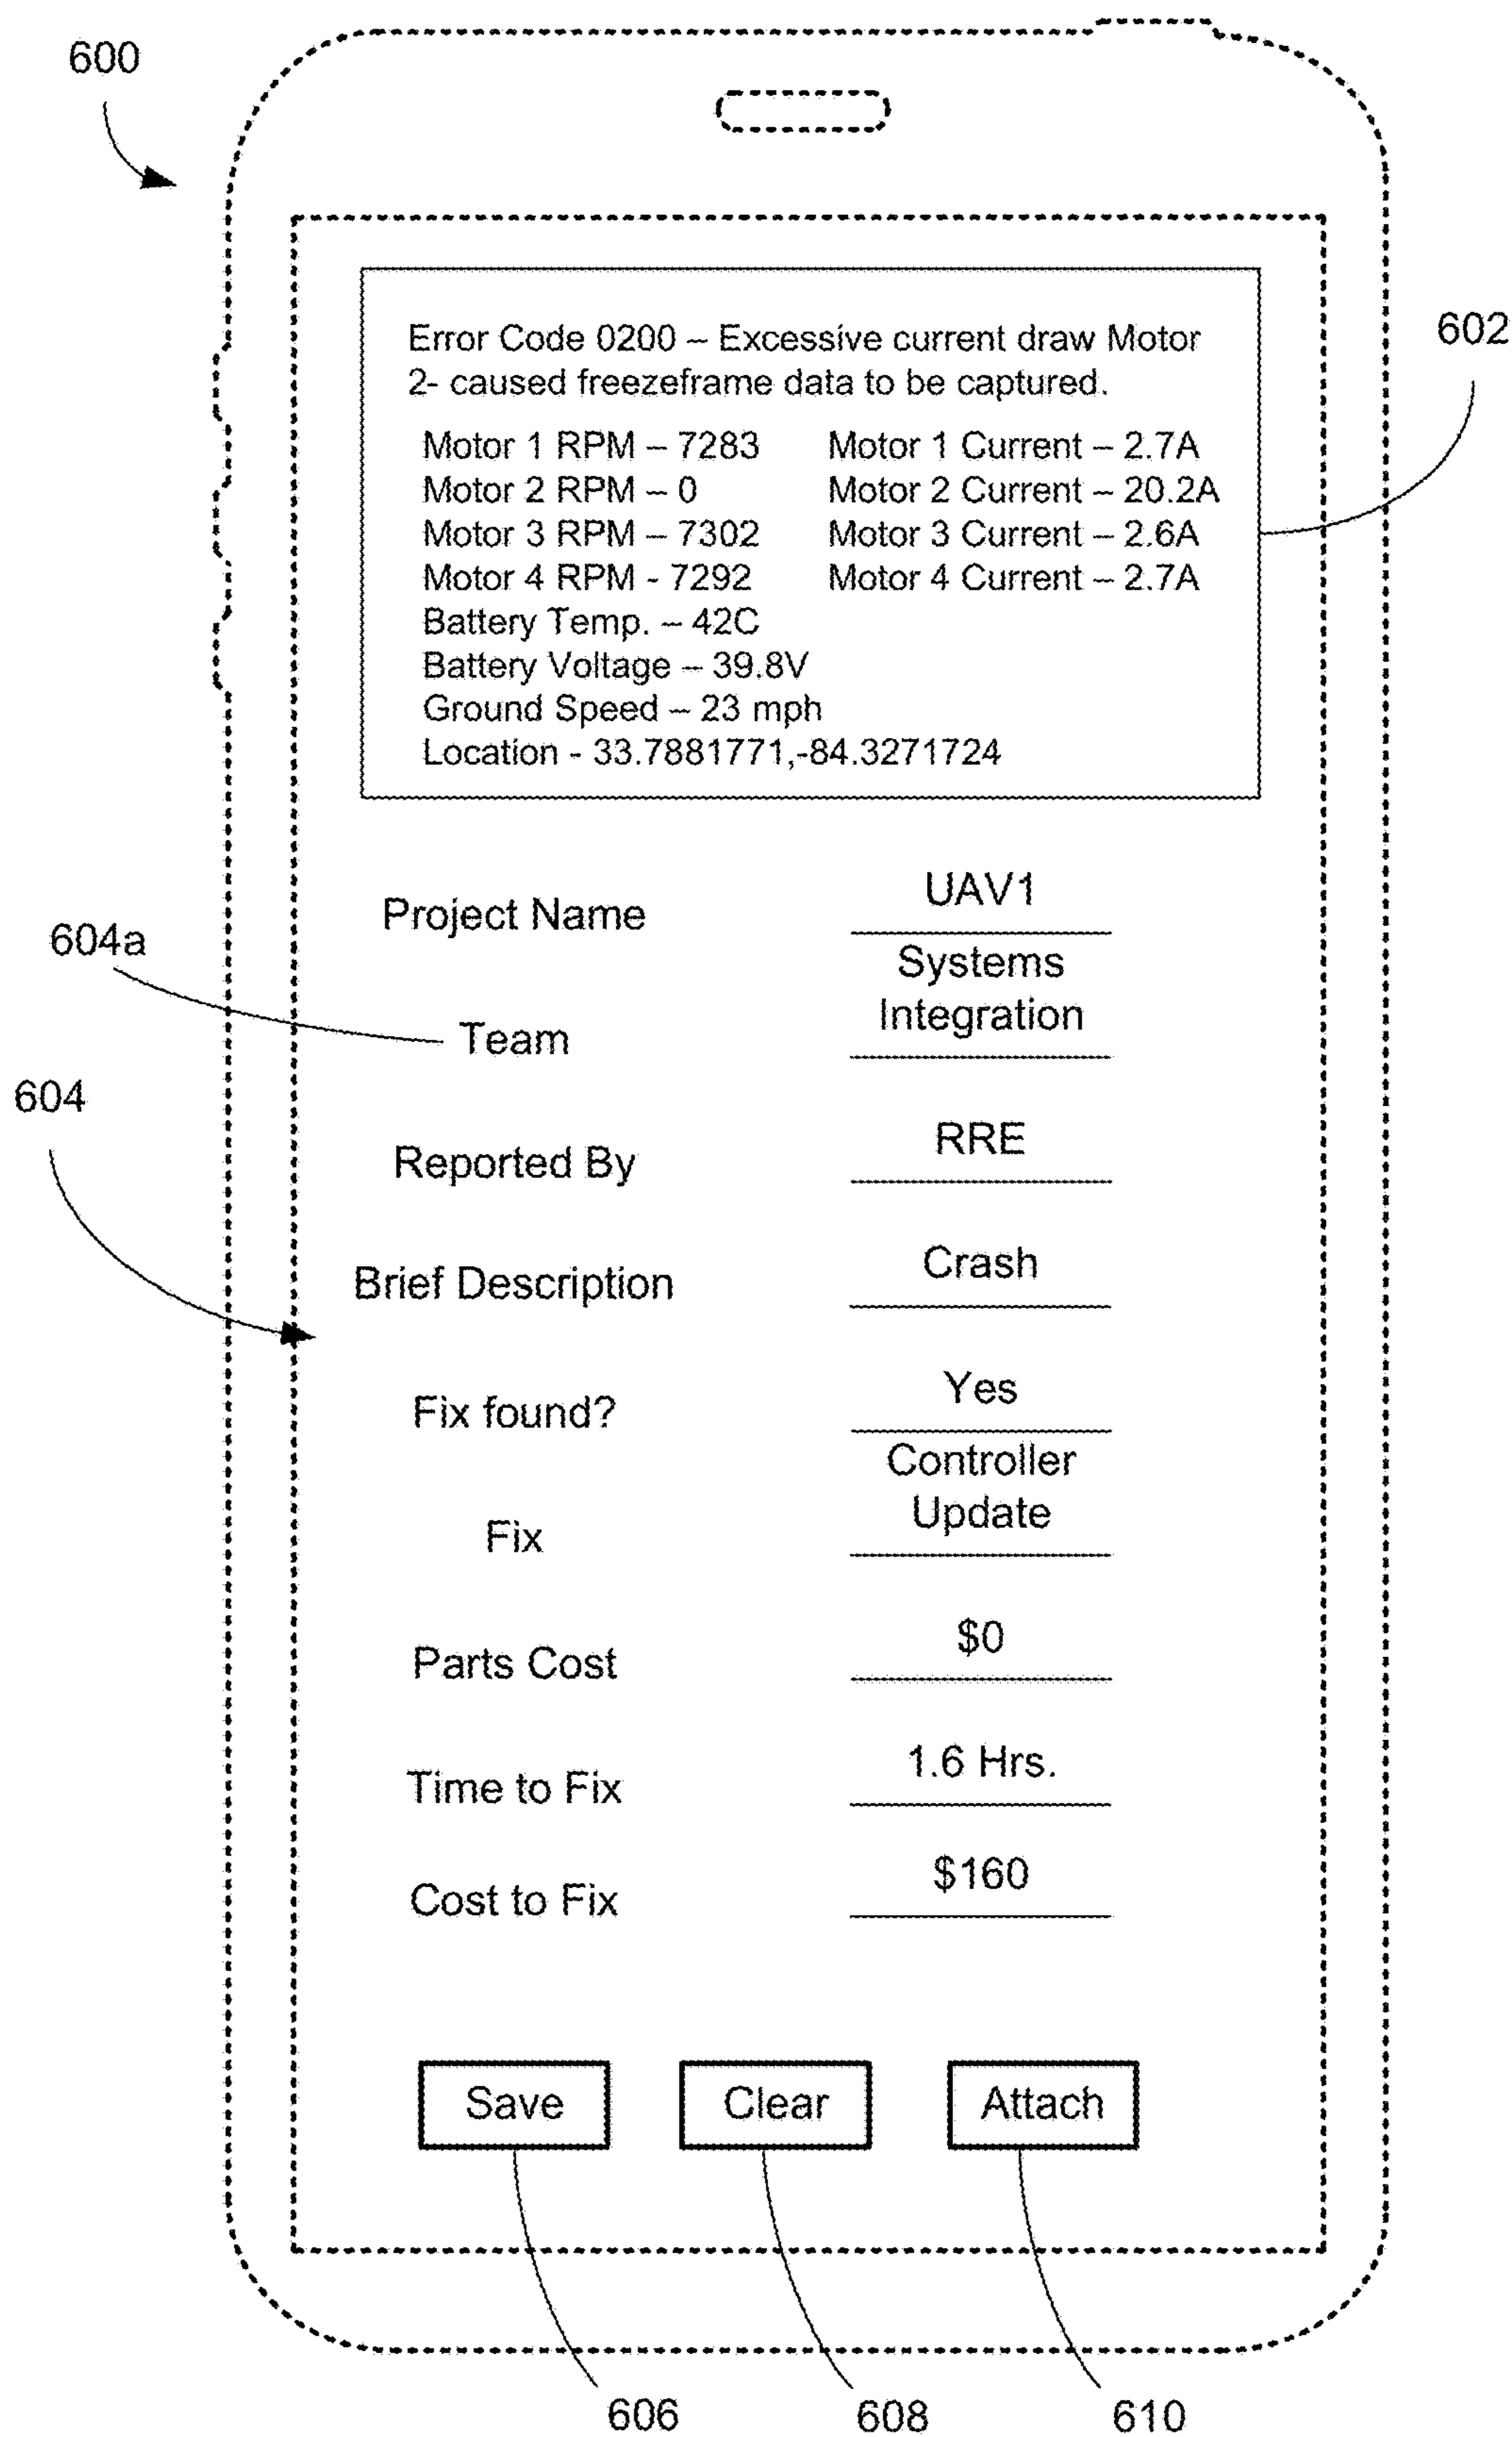 600
Error Code 0200 – Excessive current draw Motor
2- caused freezeframe data to be captured.
602
Motor 1 RPM – 7283 Motor 1 Current – 2.7A
Motor 2 RPM – 0 Motor 2 Current – 20.2A
Motor 3 RPM – 7302 Motor 3 Current – 2.6A
Motor 4 RPM - 7292 Motor 4 Current – 2.7A
Battery Temp. – 42C
Battery Voltage – 39.8V
Ground Speed – 23 mph
Location - 33.7881771,-84.3271724
Project Name UAV1
604a
Team Systems
Integration
604
Reported By RRE
Brief Description Crash
Fix found? Yes
Fix Controller
Update
Parts Cost $0
Time to Fix 1.6 Hrs.
Cost to Fix $160
Save Clear Attach
606 608 610